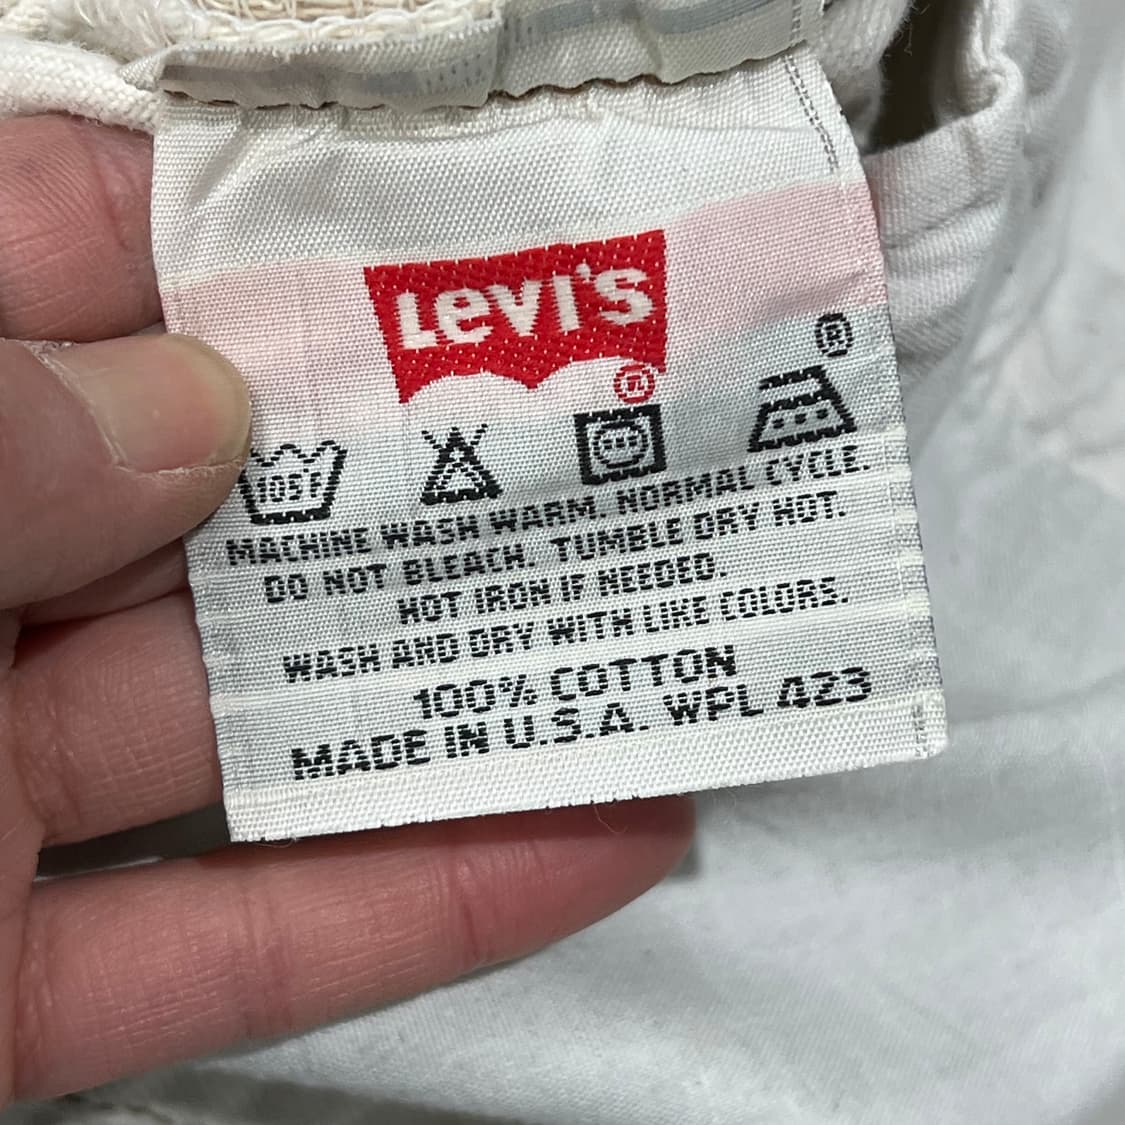 Levi's
®
®
105°F
MACHINE WASH WARM. NORMAL CYCLE.
DO NOT BLEACH. TUMBLE DRY HOT.
HOT IRON IF NEEDED.
WASH AND DRY WITH LIKE COLORS.
100% COTTON
MADE IN U.S.A. WPL 423